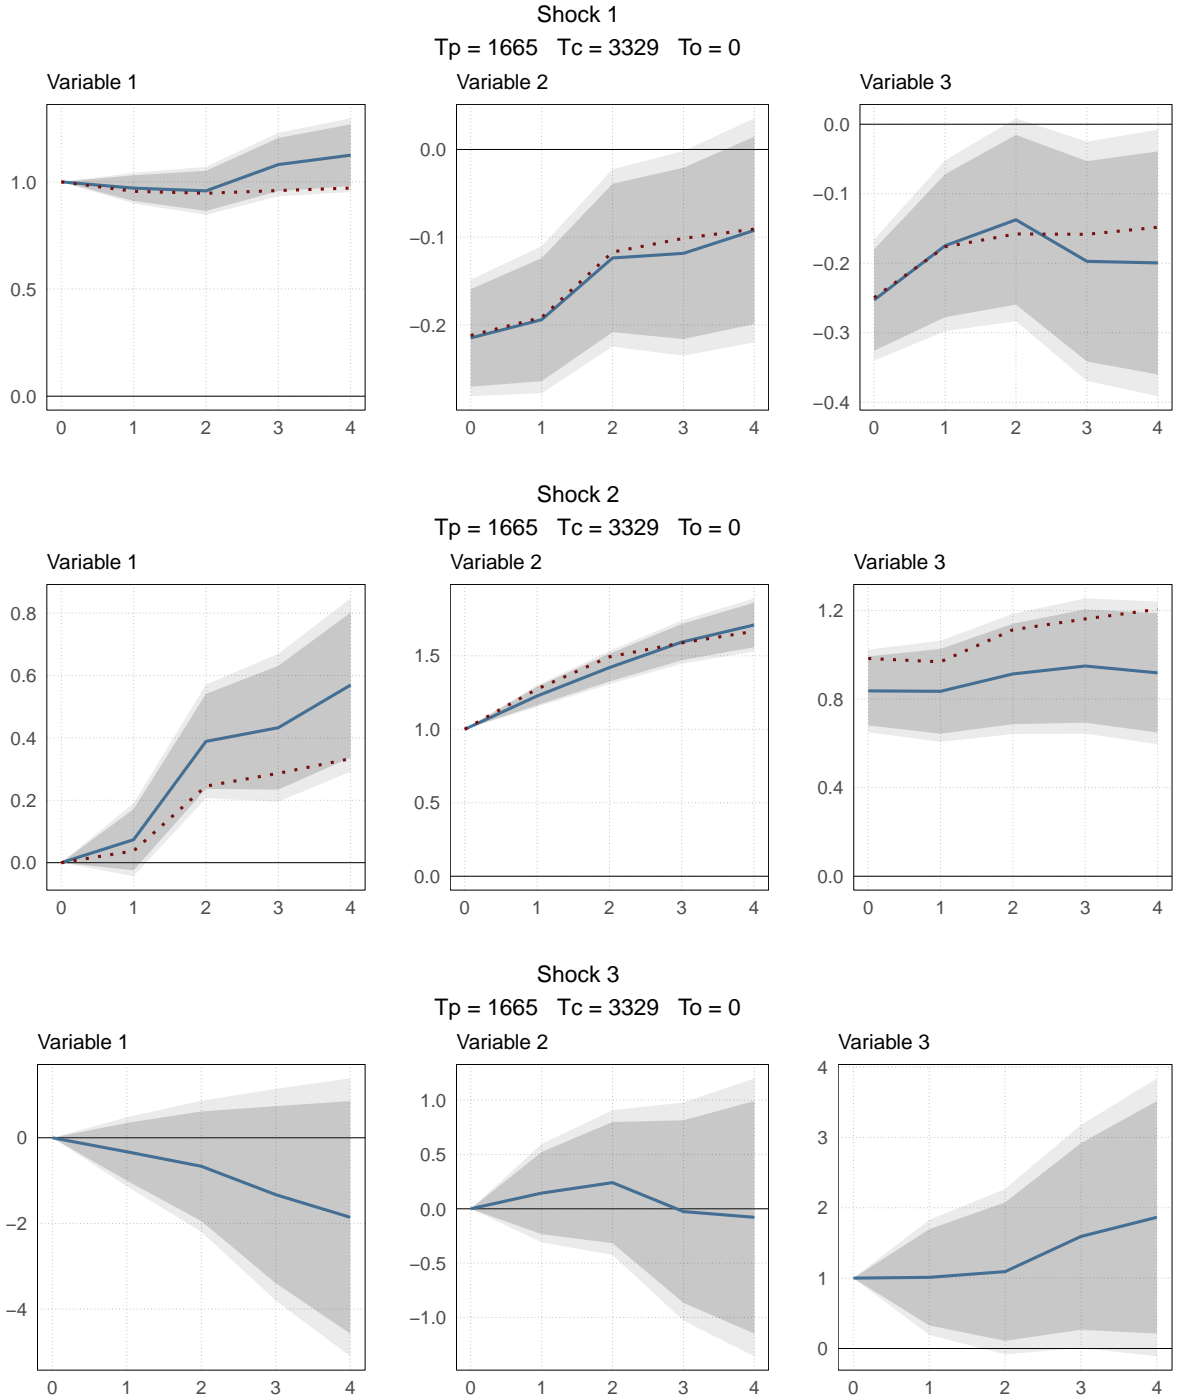 Shock 1
Tp = 1665 Tc = 3329 To = 0
Variable 1 Variable 2 Variable 3
1.0 0.5 0.0
0 1 2 3 4
0.0 −0.1 −0.2
0 1 2 3 4
0.0 −0.1 −0.2 −0.3 −0.4
0 1 2 3 4
Shock 2
Tp = 1665 Tc = 3329 To = 0
Variable 1 Variable 2 Variable 3
0.8 0.6 0.4 0.2 0.0
0 1 2 3 4
1.5 1.0 0.5 0.0
0 1 2 3 4
1.2 0.8 0.4 0.0
0 1 2 3 4
Shock 3
Tp = 1665 Tc = 3329 To = 0
Variable 1 Variable 2 Variable 3
0 −2 −4
0 1 2 3 4
1.0 0.5 0.0 −0.5 −1.0
0 1 2 3 4
4 3 2 1 0
0 1 2 3 4